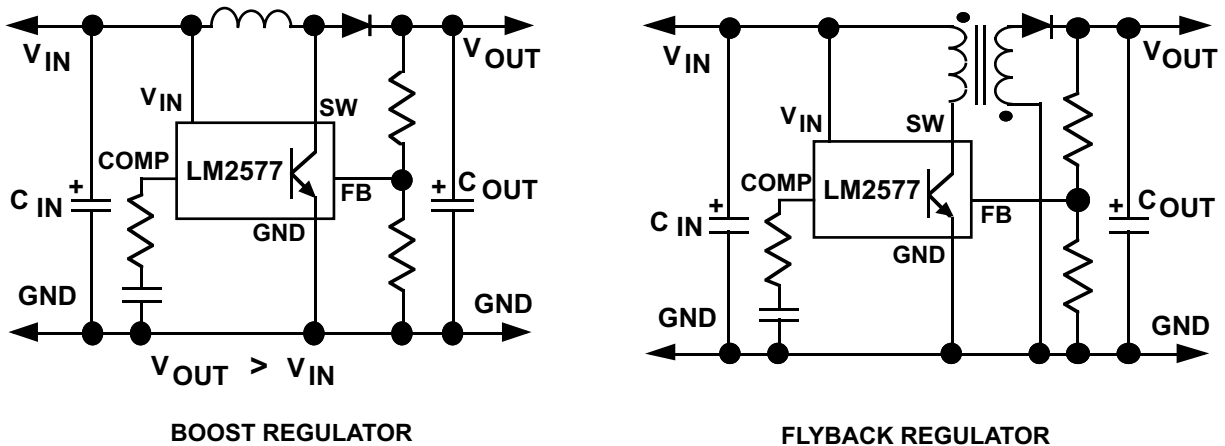 VIN
VOUT
VIN
SW
COMP
LM2577
FB
+
CIN
+
COUT
GND
GND
GND
VOUT > VIN
BOOST REGULATOR
VIN
VOUT
VIN
SW
COMP
LM2577
FB
+
CIN
+
COUT
GND
GND
GND
FLYBACK REGULATOR